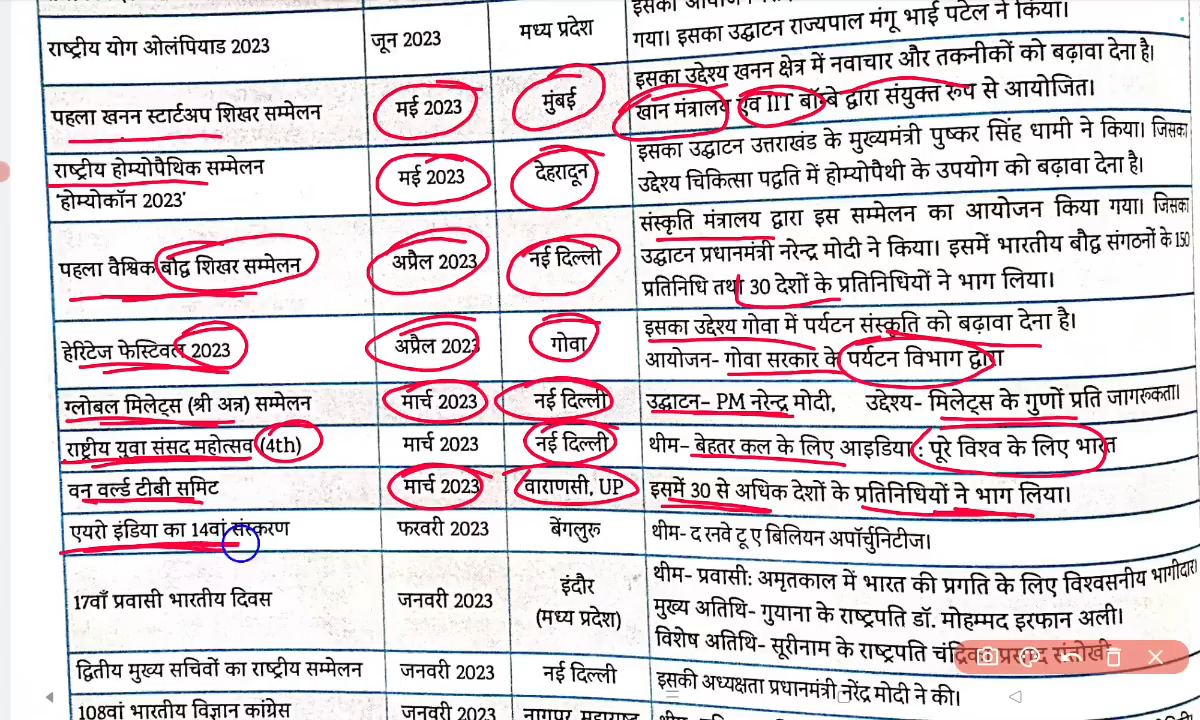 राष्ट्रीय योग ओलंपियाड 2023
जून 2023
मध्य प्रदेश
गया। इसका उद्घाटन राज्यपाल मंगू भाई पटेल ने किया।
पहला खनन स्टार्टअप शिखर सम्मेलन
मई 2023
मुंबई
इसका उद्देश्य खनन क्षेत्र में नवाचार और तकनीकों को बढ़ावा देना है।
खान मंत्रालय एवं IIT बॉम्बे द्वारा संयुक्त रूप से आयोजित।
राष्ट्रीय होम्योपैथिक सम्मेलन
'होम्योकॉन 2023'
मई 2023
देहरादून
इसका उद्घाटन उत्तराखंड के मुख्यमंत्री पुष्कर सिंह धामी ने किया। जिसका
उद्देश्य चिकित्सा पद्धति में होम्योपैथी के उपयोग को बढ़ावा देना है।
पहला वैश्विक बौद्ध शिखर सम्मेलन
अप्रैल 2023
नई दिल्ली
संस्कृति मंत्रालय द्वारा इस सम्मेलन का आयोजन किया गया। जिसका
उद्घाटन प्रधानमंत्री नरेन्द्र मोदी ने किया। इसमें भारतीय बौद्ध संगठनों के 150
प्रतिनिधि तथा 30 देशों के प्रतिनिधियों ने भाग लिया।
हेरिटेज फेस्टिवल 2023
अप्रैल 2023
गोवा
इसका उद्देश्य गोवा में पर्यटन संस्कृति को बढ़ावा देना है।
आयोजन- गोवा सरकार के पर्यटन विभाग द्वारा
ग्लोबल मिलेट्स (श्री अन्न) सम्मेलन
मार्च 2023
नई दिल्ली
उद्घाटन- PM नरेन्द्र मोदी, उद्देश्य- मिलेट्स के गुणों प्रति जागरूकता।
राष्ट्रीय युवा संसद महोत्सव (4th)
मार्च 2023
नई दिल्ली
थीम- बेहतर कल के लिए आइडिया : पूरे विश्व के लिए भारत
वन वर्ल्ड टीबी समिट
मार्च 2023
वाराणसी, UP
इसमें 30 से अधिक देशों के प्रतिनिधियों ने भाग लिया।
एयरो इंडिया का 14वां संस्करण
फरवरी 2023
बेंगलुरु
थीम- द रनवे टू ए बिलियन अपॉर्चुनिटीज।
17वाँ प्रवासी भारतीय दिवस
जनवरी 2023
इंदौर
(मध्य प्रदेश)
थीम- प्रवासी: अमृतकाल में भारत की प्रगति के लिए विश्वसनीय भागीदार।
मुख्य अतिथि- गुयाना के राष्ट्रपति डॉ. मोहम्मद इरफान अली।
विशेष अतिथि- सूरीनाम के राष्ट्रपति चंद्रिका प्रसाद संतोखी
द्वितीय मुख्य सचिवों का राष्ट्रीय सम्मेलन
जनवरी 2023
नई दिल्ली
इसकी अध्यक्षता प्रधानमंत्री नरेंद्र मोदी ने की।
108वां भारतीय विज्ञान कांग्रेस
जनवरी 2023
नागपुर महाराष्ट्र